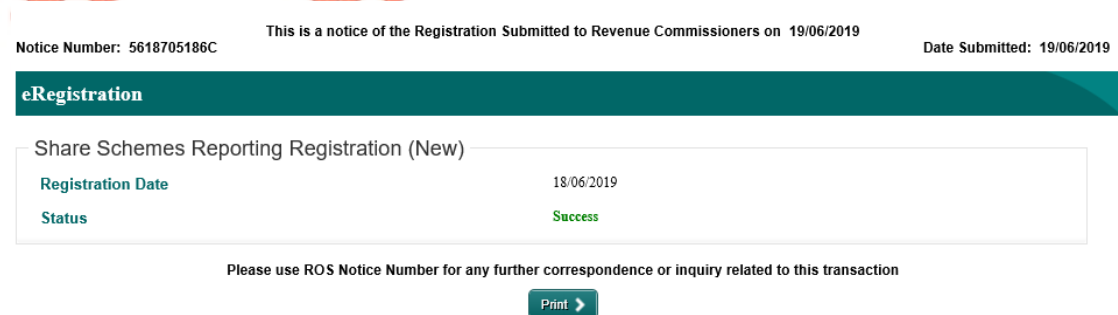 This is a notice of the Registration Submitted to Revenue Commissioners on 19/06/2019
Notice Number: 5618705186C
Date Submitted: 19/06/2019
eRegistration
Share Schemes Reporting Registration (New)
Registration Date 18/06/2019
Status Success
Please use ROS Notice Number for any further correspondence or inquiry related to this transaction
Print